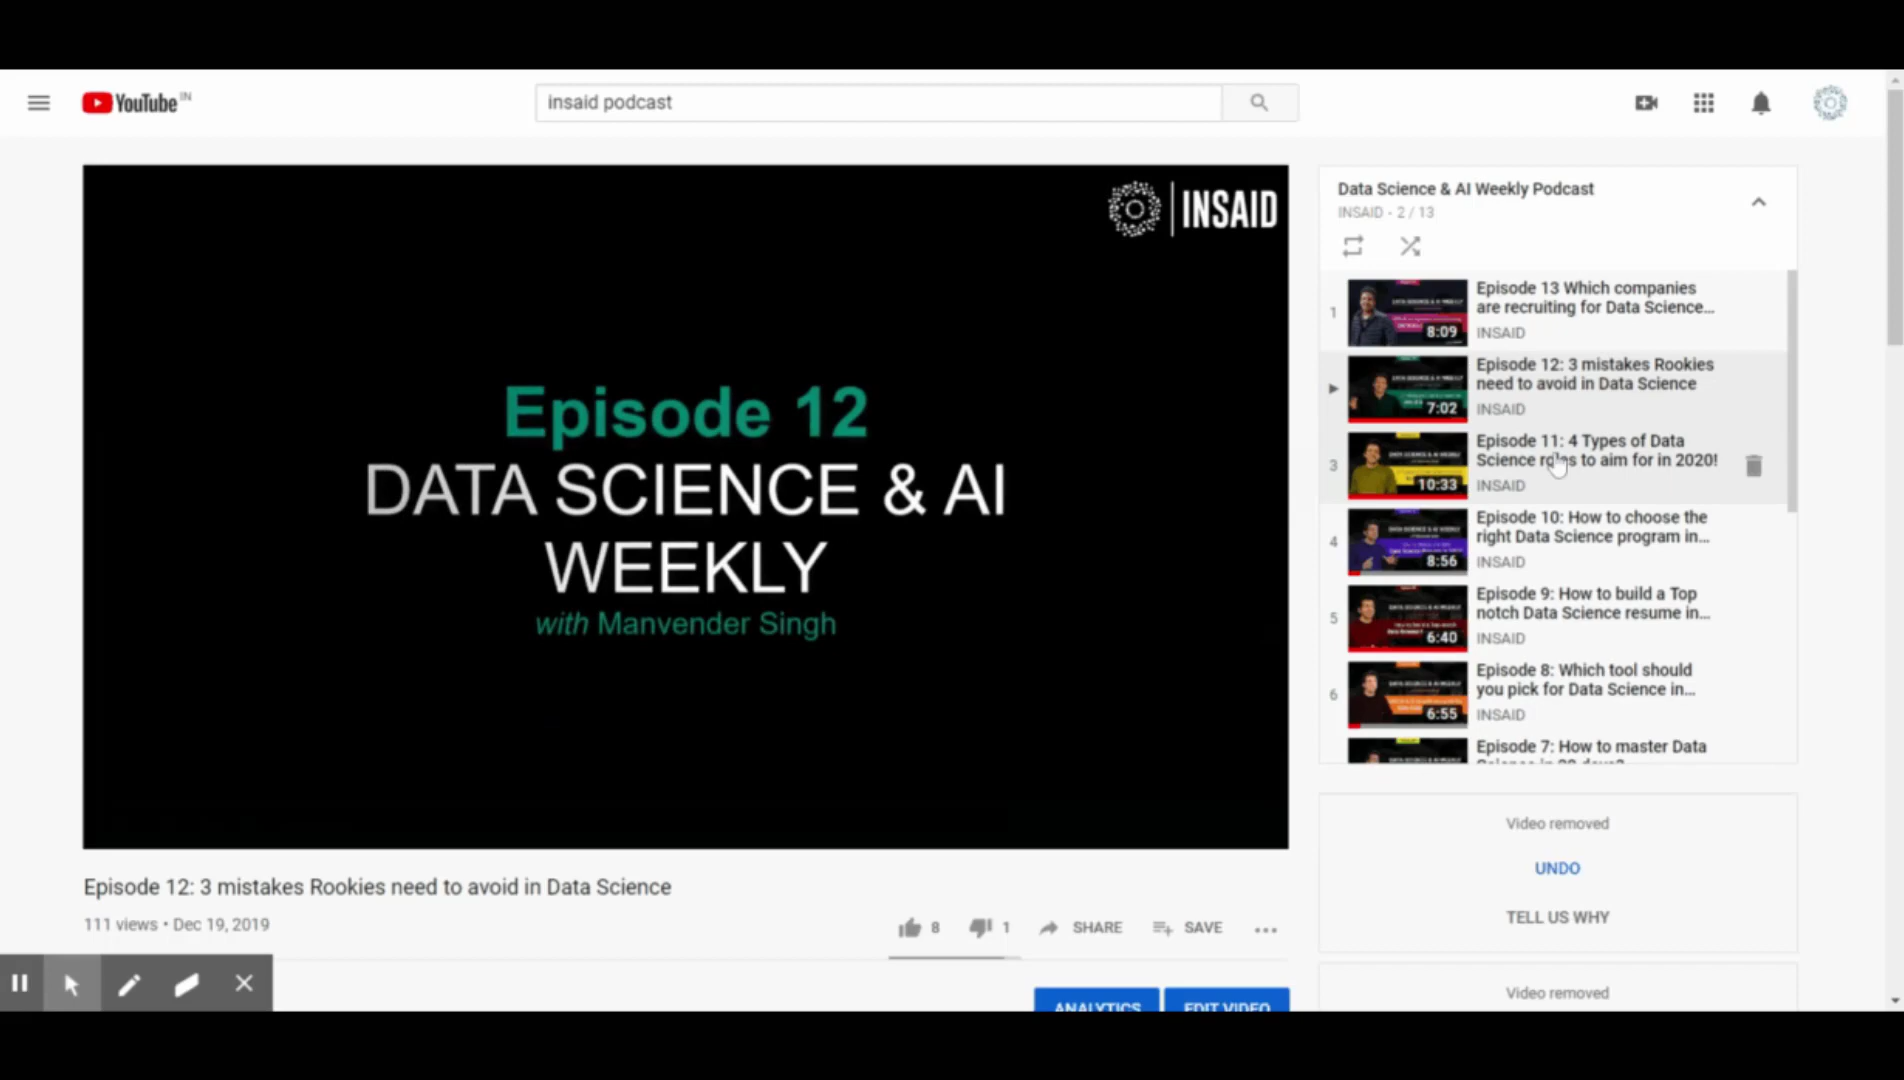 YouTube IN
insaid podcast
INSAID
Episode 12
DATA SCIENCE & AI
WEEKLY
with Manvender Singh
Episode 12: 3 mistakes Rookies need to avoid in Data Science
111 views • Dec 19, 2019
8
1
SHARE
SAVE
ANALYTICS
EDIT VIDEO
Data Science & AI Weekly Podcast
INSAID - 2 / 13
1
8:09
Episode 13 Which companies
are recruiting for Data Science...
INSAID
7:02
Episode 12: 3 mistakes Rookies
need to avoid in Data Science
INSAID
3
10:33
Episode 11: 4 Types of Data
Science roles to aim for in 2020!
INSAID
4
8:56
Episode 10: How to choose the
right Data Science program in...
INSAID
5
6:40
Episode 9: How to build a Top
notch Data Science resume in...
INSAID
6
6:55
Episode 8: Which tool should
you pick for Data Science in...
INSAID
Episode 7: How to master Data
Video removed
UNDO
TELL US WHY
Video removed